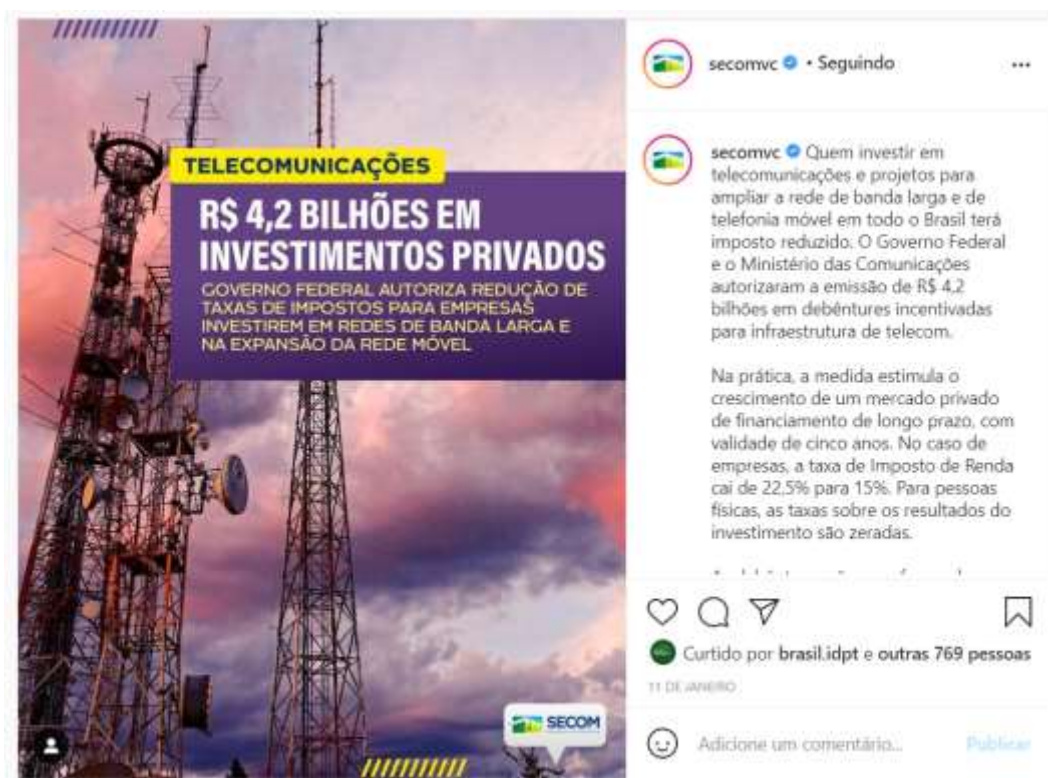 TELECOMUNICAÇÕES
R$ 4,2 BILHÕES EM
INVESTIMENTOS PRIVADOS
GOVERNO FEDERAL AUTORIZA REDUÇÃO DE
TAXAS DE IMPOSTOS PARA EMPRESAS
INVESTIREM EM REDES DE BANDA LARGA E
NA EXPANSÃO DA REDE MÓVEL
SECOM
secomvc • Seguindo
secomvc Quem investir em
telecomunicações e projetos para
ampliar a rede de banda larga e de
telefonia móvel em todo o Brasil terá
imposto reduzido. O Governo Federal
e o Ministério das Comunicações
autorizaram a emissão de R$ 4,2
bilhões em debêntures incentivadas
para infraestrutura de telecom.
Na prática, a medida estimula o
crescimento de um mercado privado
de financiamento de longo prazo, com
validade de cinco anos. No caso de
empresas, a taxa de Imposto de Renda
cai de 22,5% para 15%. Para pessoas
físicas, as taxas sobre os resultados do
investimento são zeradas.
Curtido por brasil.idpt e outras 769 pessoas
11 DE JANEIRO
Adicione um comentário... Publicar